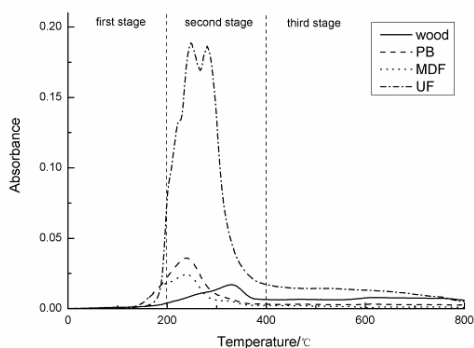 first stage second stage third stage
wood
PB
MDF
UF
0.20
0.15
0.10
0.05
0.00
Absorbance
0 200 400 600 800
Temperature/℃